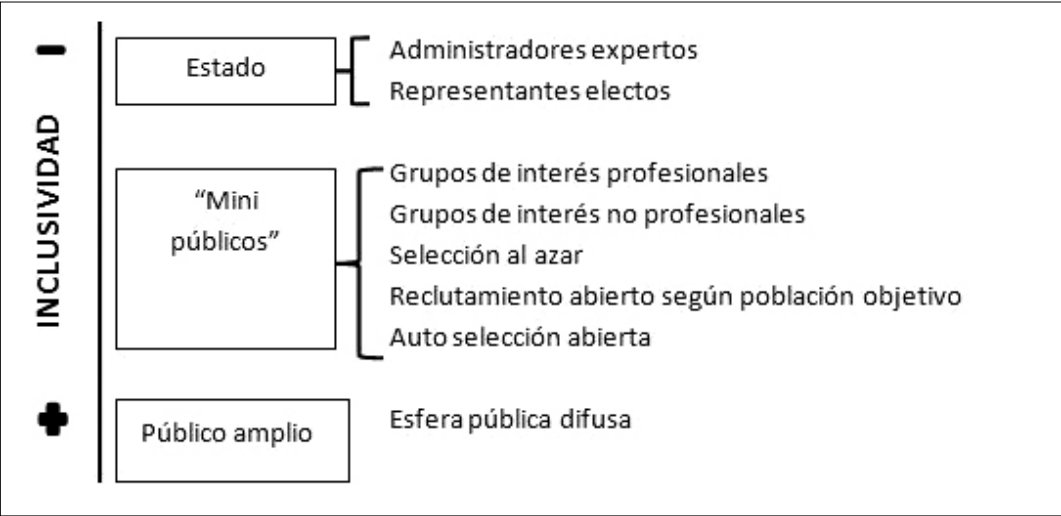 INCLUSIVIDAD
Estado
Administradores expertos
Representantes electos
“Mini
públicos”
Grupos de interés profesionales
Grupos de interés no profesionales
Selección al azar
Reclutamiento abierto según población objetivo
Auto selección abierta
Público amplio
Esfera pública difusa